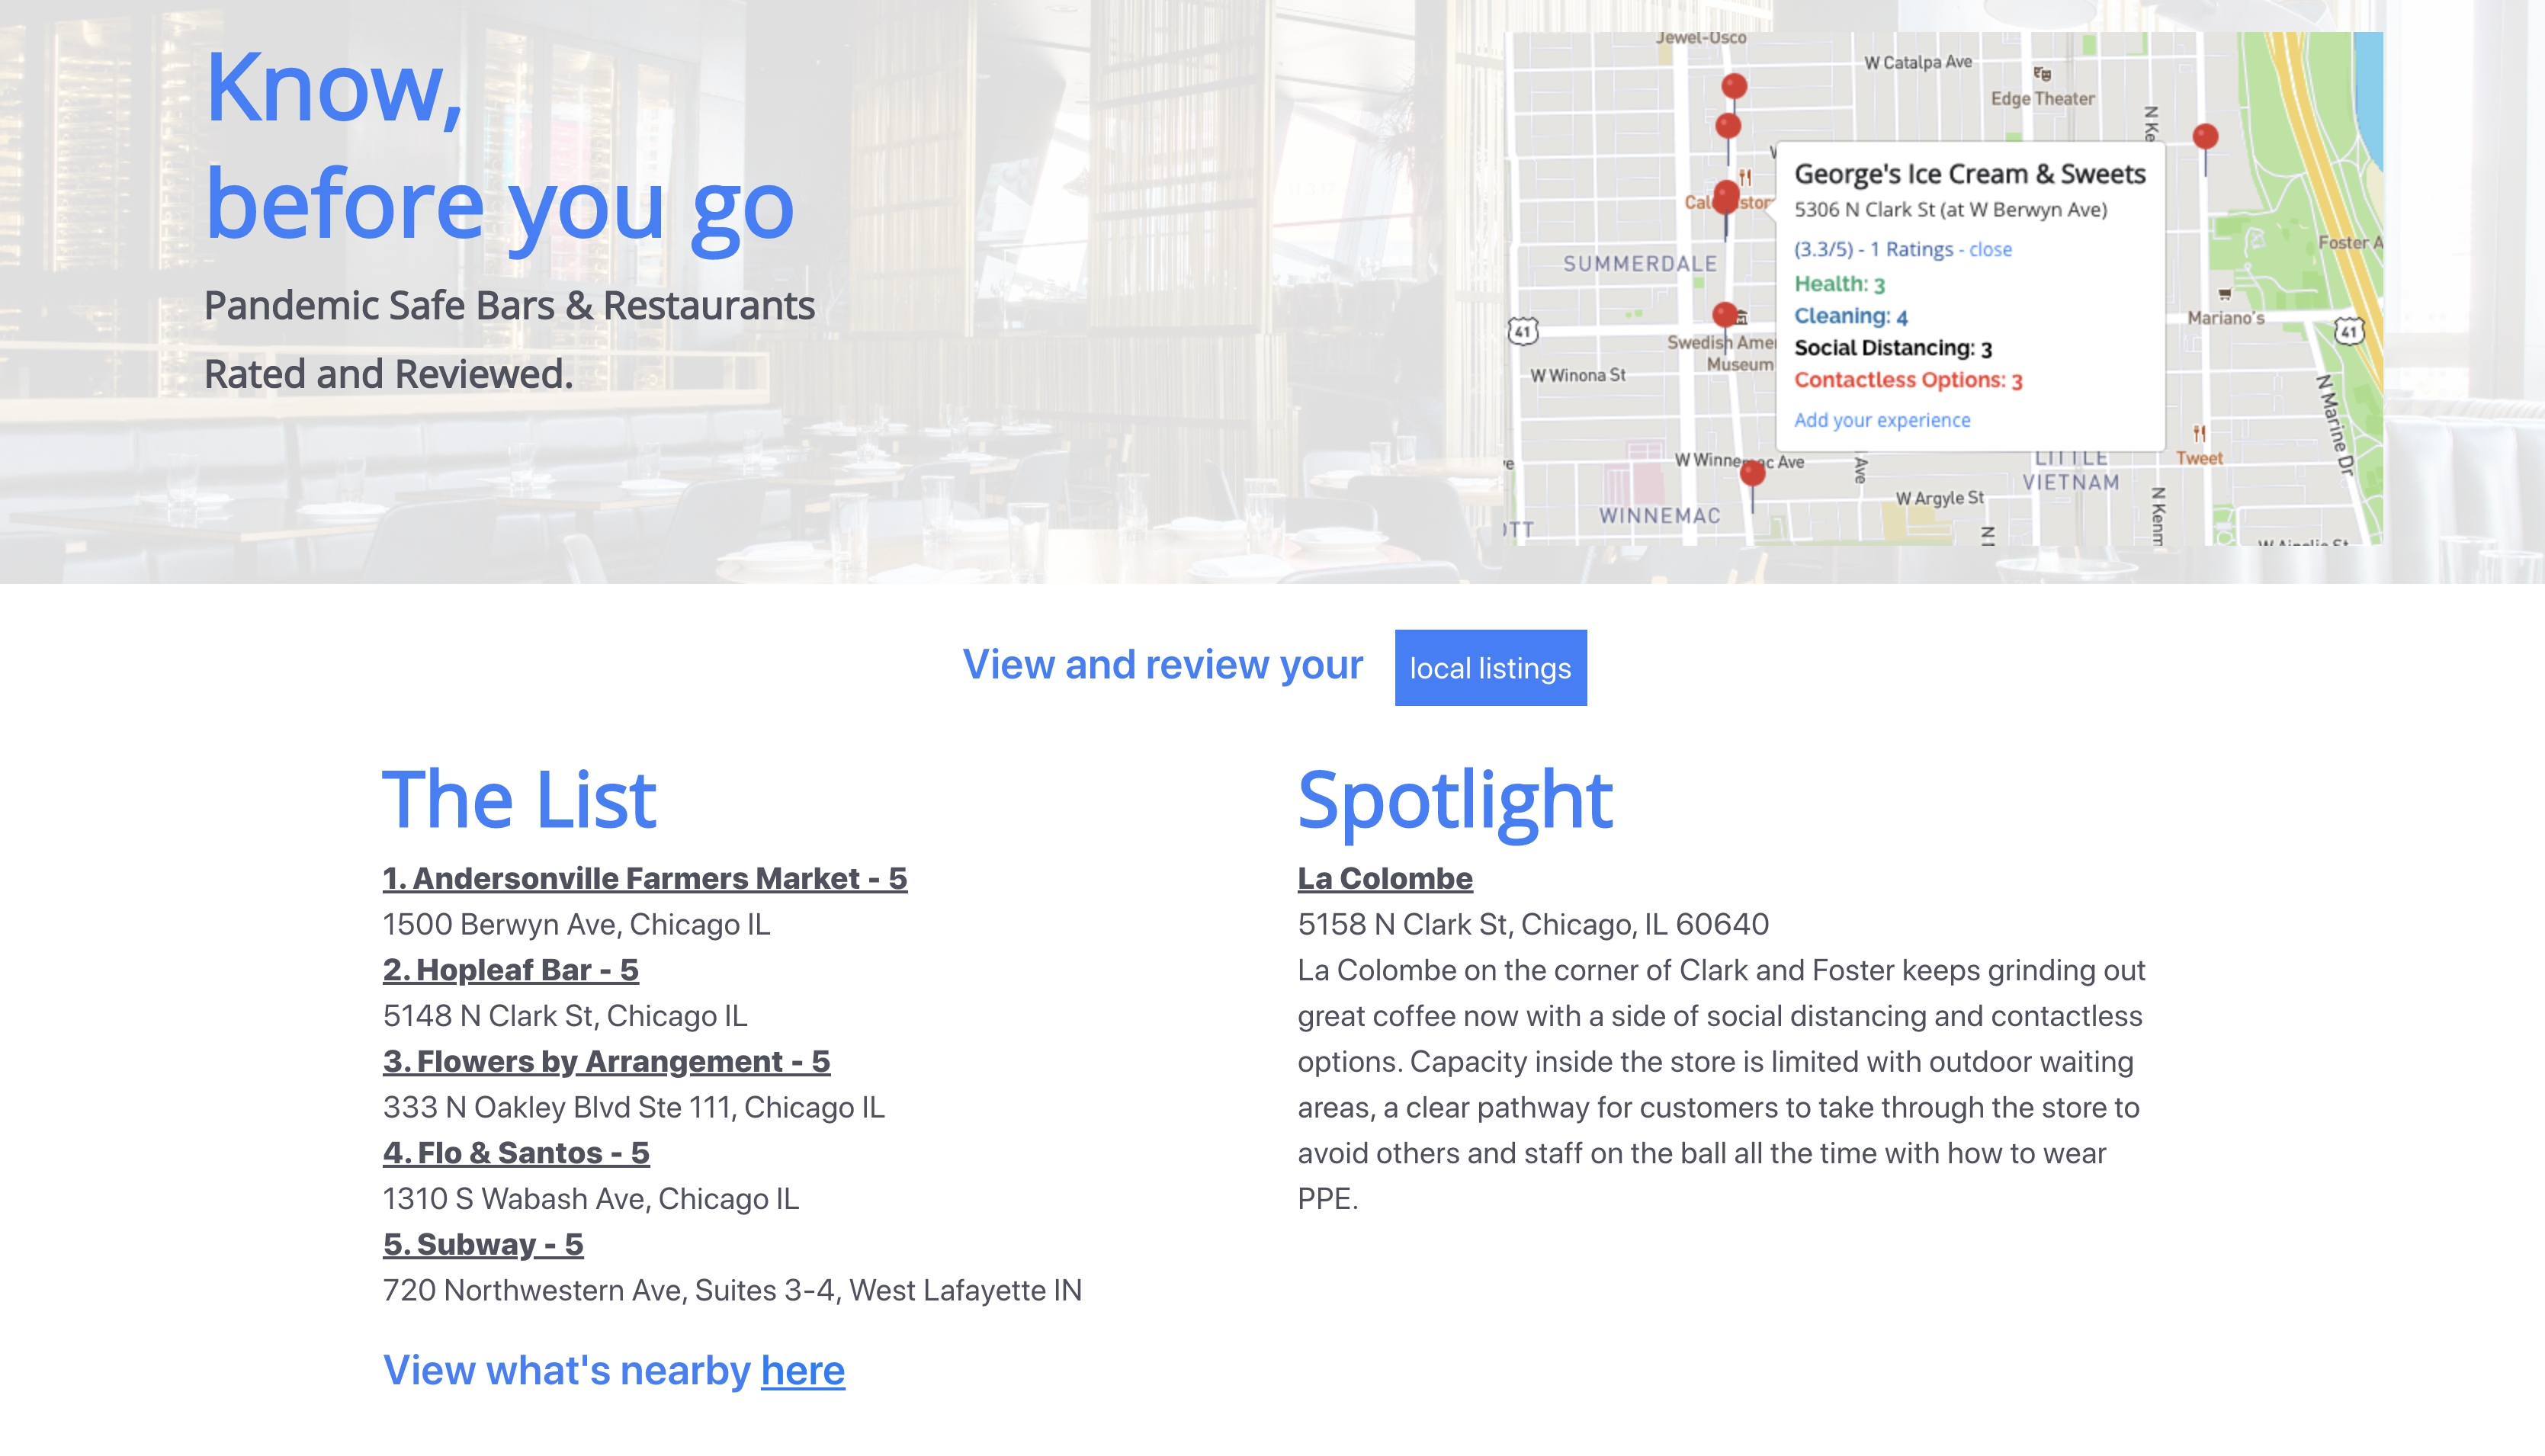 Know,
before you go
Pandemic Safe Bars & Restaurants
Rated and Reviewed.
Jewel-Osco
W Catalpa Ave
Edge Theater
N Ke
George's Ice Cream & Sweets
5306 N Clark St (at W Berwyn Ave)
(3.3/5) - 1 Ratings - close
Health: 3
Cleaning: 4
Social Distancing: 3
Contactless Options: 3
Add your experience
SUMMERDALE
Foster A
Mariano's
41
41
Swedish Amer
Museum
W Winona St
N Marine Dr
Tweet
Ave
LITTLE
VIETNAM
W Argyle St
WINNEMAC
OTT
N
N Kenm
View and review your local listings
The List
1. Andersonville Farmers Market - 5
1500 Berwyn Ave, Chicago IL
2. Hopleaf Bar - 5
5148 N Clark St, Chicago IL
3. Flowers by Arrangement - 5
333 N Oakley Blvd Ste 111, Chicago IL
4. Flo & Santos - 5
1310 S Wabash Ave, Chicago IL
5. Subway - 5
720 Northwestern Ave, Suites 3-4, West Lafayette IN
View what's nearby here
Spotlight
La Colombe
5158 N Clark St, Chicago, IL 60640
La Colombe on the corner of Clark and Foster keeps grinding out
great coffee now with a side of social distancing and contactless
options. Capacity inside the store is limited with outdoor waiting
areas, a clear pathway for customers to take through the store to
avoid others and staff on the ball all the time with how to wear
PPE.